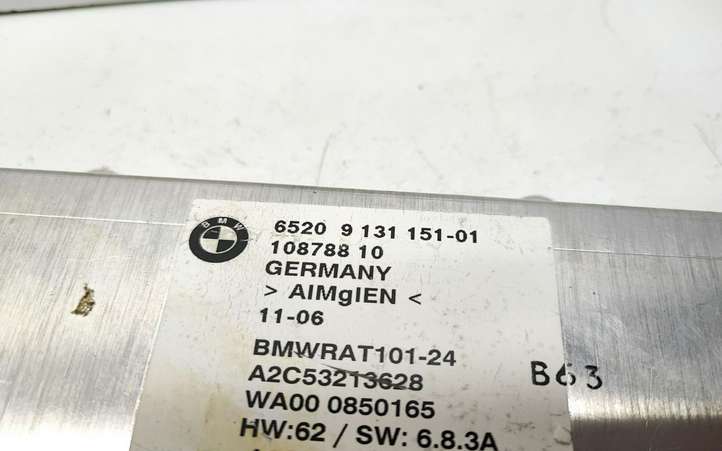 BMW
6520 9 131 151-01
108788 10
GERMANY
> AlMglEN <
11-06
BMWRAT101-24
A2C53213628
WA00 0850165
HW:62 / SW: 6.8.3A
B63